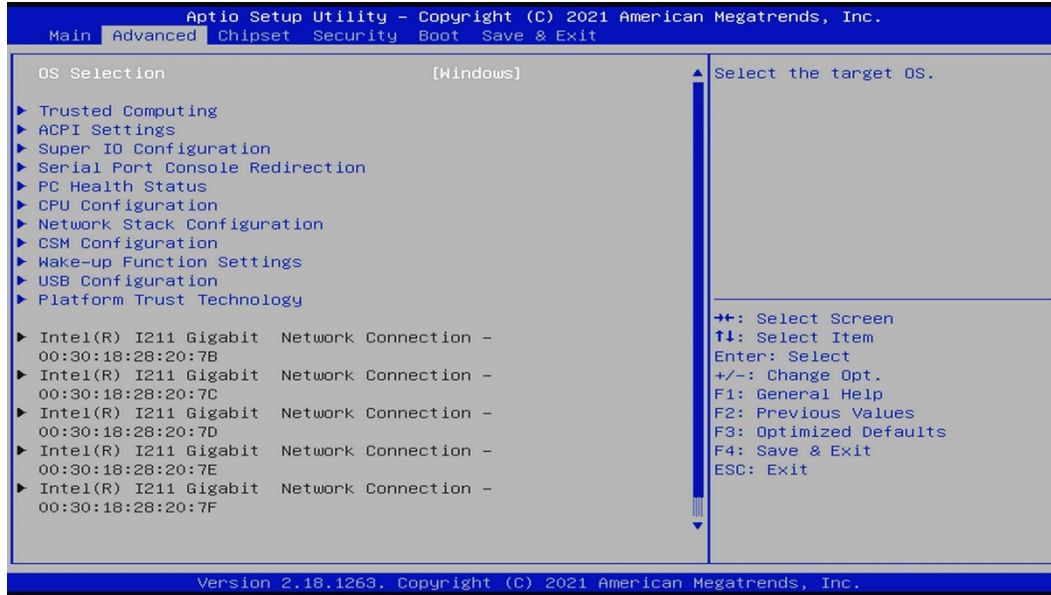 Aptio Setup Utility – Copyright (C) 2021 American Megatrends, Inc.
Main Advanced Chipset Security Boot Save & Exit
OS Selection [Windows]
Trusted Computing
ACPI Settings
Super IO Configuration
Serial Port Console Redirection
PC Health Status
CPU Configuration
Network Stack Configuration
CSM Configuration
Wake-up Function Settings
USB Configuration
Platform Trust Technology
Intel(R) I211 Gigabit Network Connection –
00:30:18:28:20:7B
Intel(R) I211 Gigabit Network Connection –
00:30:18:28:20:7C
Intel(R) I211 Gigabit Network Connection –
00:30:18:28:20:7D
Intel(R) I211 Gigabit Network Connection –
00:30:18:28:20:7E
Intel(R) I211 Gigabit Network Connection –
00:30:18:28:20:7F
Select the target OS.
→←: Select Screen
↑↓: Select Item
Enter: Select
+/-: Change Opt.
F1: General Help
F2: Previous Values
F3: Optimized Defaults
F4: Save & Exit
ESC: Exit
Version 2.18.1263. Copyright (C) 2021 American Megatrends, Inc.